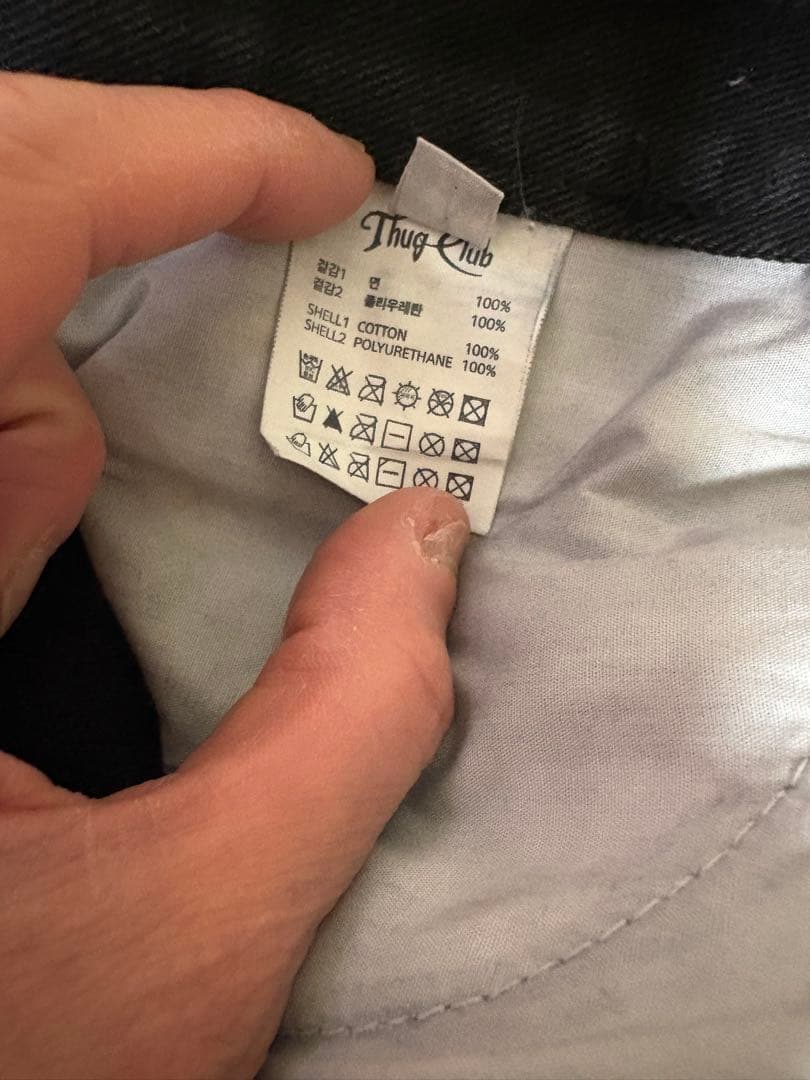 Thug Club
겉감1 면 100%
겉감2 폴리우레탄 100%
SHELL1 COTTON 100%
SHELL2 POLYURETHANE 100%